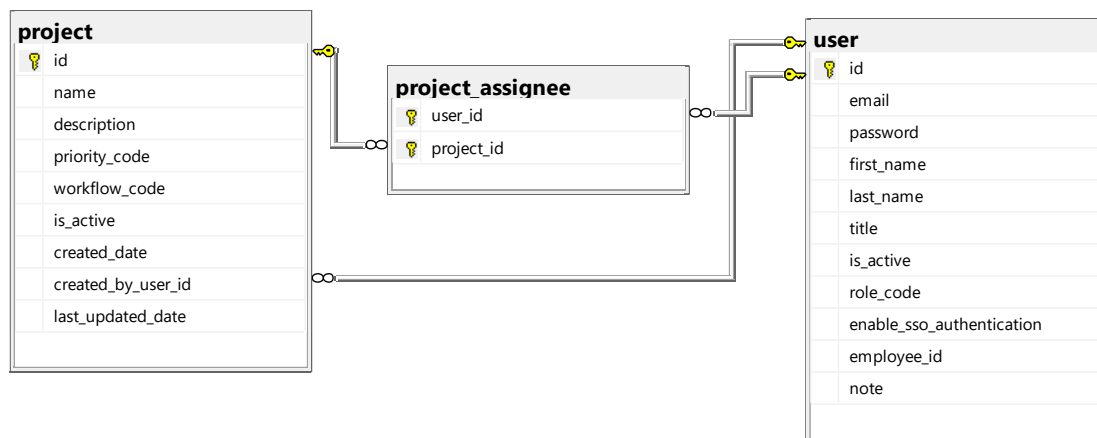 project
id
name
description
priority_code
workflow_code
is_active
created_date
created_by_user_id
last_updated_date
project_assignee
user_id
project_id
user
id
email
password
first_name
last_name
title
is_active
role_code
enable_sso_authentication
employee_id
note